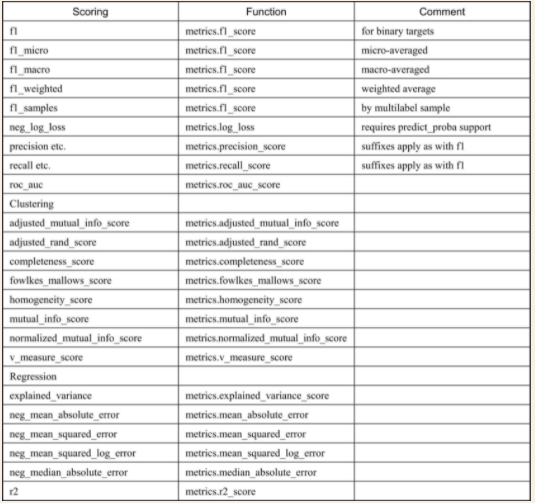 Scoring Function Comment
f1 metrics.f1_score for binary targets
f1_micro metrics.f1_score micro-averaged
f1_macro metrics.f1_score macro-averaged
f1_weighted metrics.f1_score weighted average
f1_samples metrics.f1_score by multilabel sample
neg_log_loss metrics.log_loss requires predict_proba support
precision etc. metrics.precision_score suffixes apply as with f1
recall etc. metrics.recall_score suffixes apply as with f1
roc_auc metrics.roc_auc_score
Clustering
adjusted_mutual_info_score metrics.adjusted_mutual_info_score
adjusted_rand_score metrics.adjusted_rand_score
completeness_score metrics.completeness_score
fowlkes_mallows_score metrics.fowlkes_mallows_score
homogeneity_score metrics.homogeneity_score
mutual_info_score metrics.mutual_info_score
normalized_mutual_info_score metrics.normalized_mutual_info_score
v_measure_score metrics.v_measure_score
Regression
explained_variance metrics.explained_variance_score
neg_mean_absolute_error metrics.mean_absolute_error
neg_mean_squared_error metrics.mean_squared_error
neg_mean_squared_log_error metrics.mean_squared_log_error
neg_median_absolute_error metrics.median_absolute_error
r2 metrics.r2_score